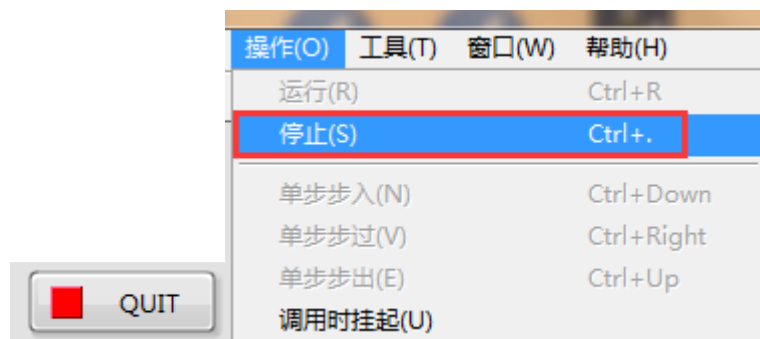 操作(O) 工具(T) 窗口(W) 帮助(H)
运行(R) Ctrl+R
停止(S) Ctrl+.
单步步入(N) Ctrl+Down
单步步过(V) Ctrl+Right
单步步出(E) Ctrl+Up
调用时挂起(U)
QUIT